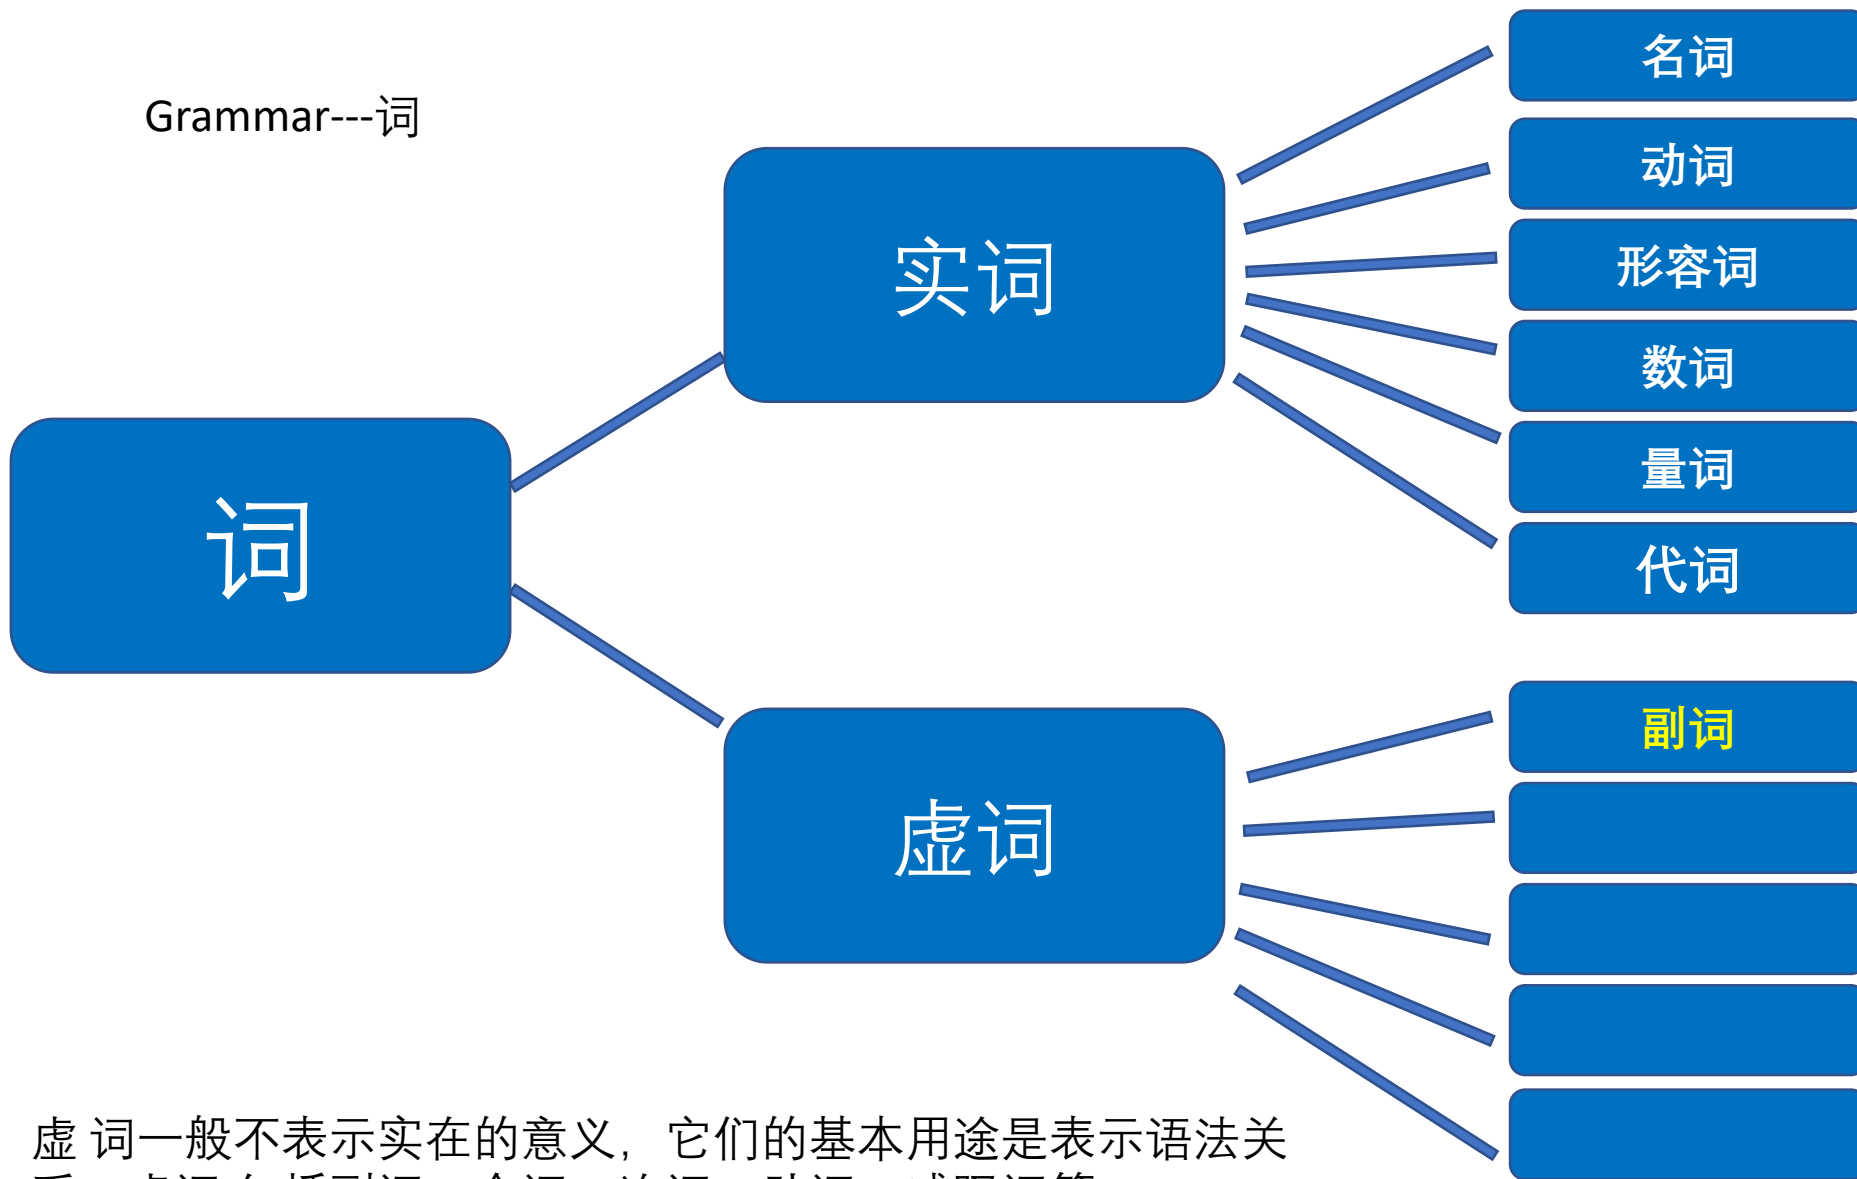 Grammar---词
词
实词
名词
动词
形容词
数词
量词
代词
虚词
副词
虚 词一般不表示实在的意义，它们的基本用途是表示语法关